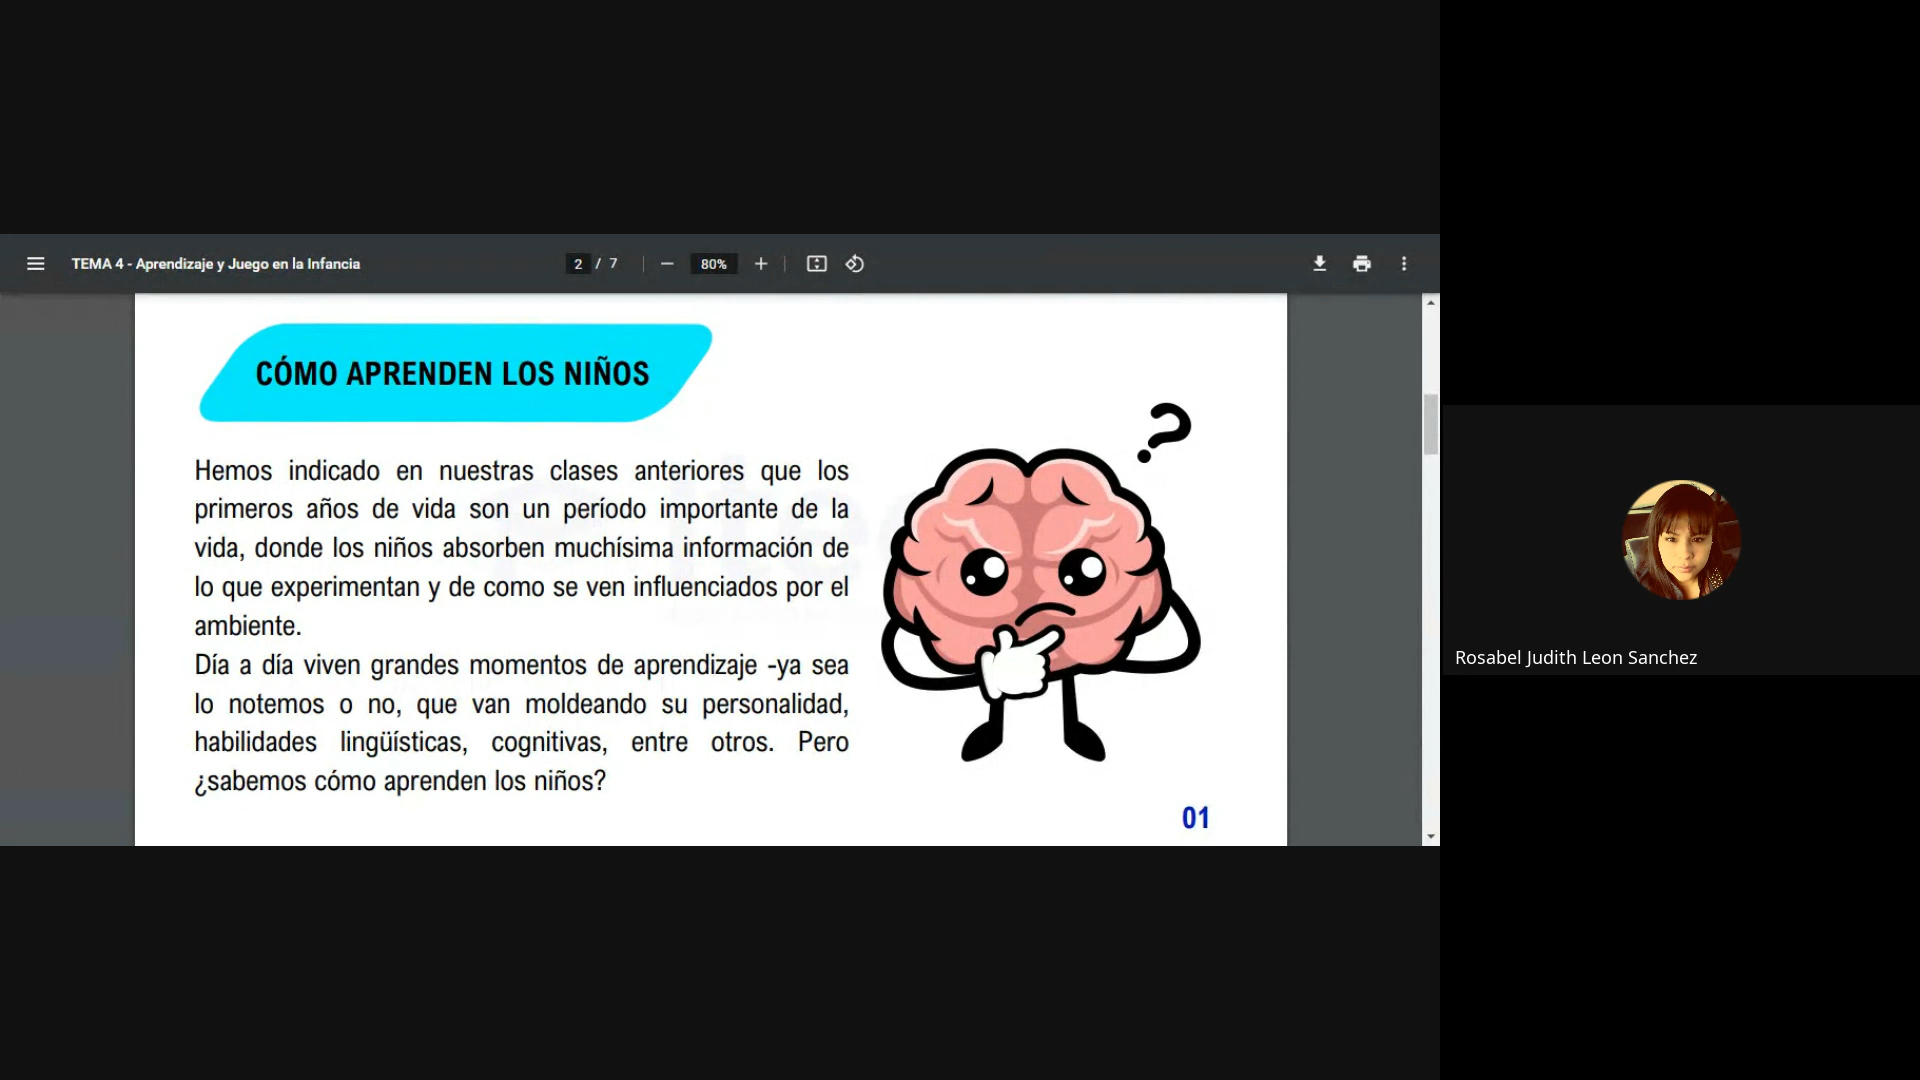 TEMA 4 - Aprendizaje y Juego en la Infancia
2 / 7
80%
CÓMO APRENDEN LOS NIÑOS
Hemos indicado en nuestras clases anteriores que los
primeros años de vida son un período importante de la
vida, donde los niños absorben muchísima información de
lo que experimentan y de como se ven influenciados por el
ambiente.
Día a día viven grandes momentos de aprendizaje -ya sea
lo notemos o no, que van moldeando su personalidad,
habilidades lingüísticas, cognitivas, entre otros. Pero
¿sabemos cómo aprenden los niños?
?
01
Rosabel Judith Leon Sanchez